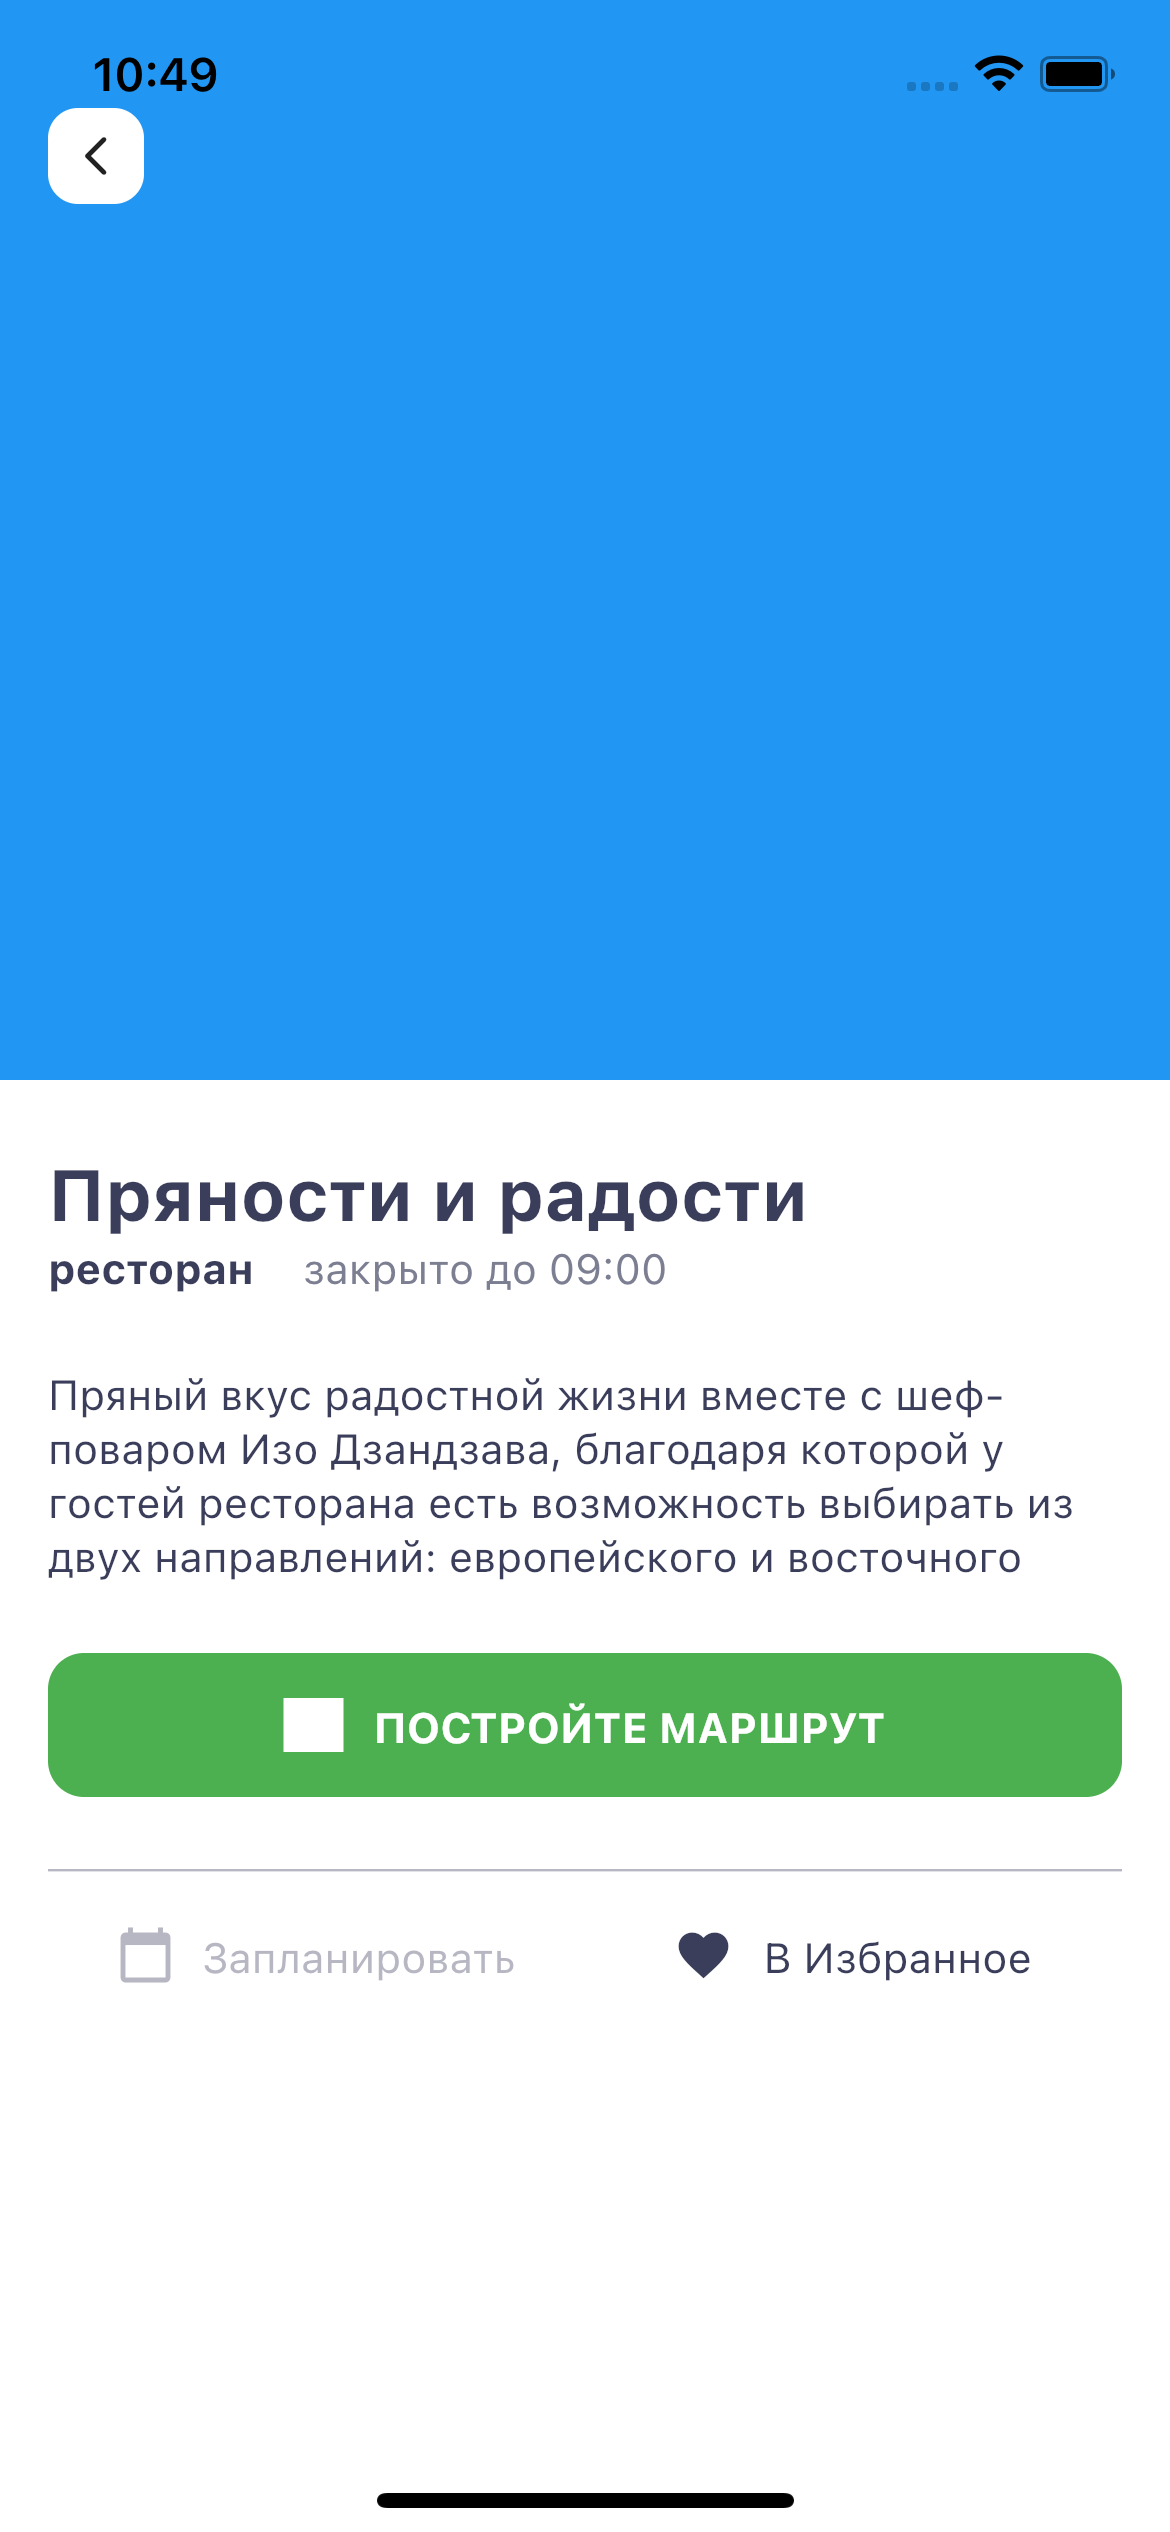 10:49
Пряности и радости
ресторан закрыто до 09:00
Пряный вкус радостной жизни вместе с шеф-
поваром Изо Дзандзава, благодаря которой у
гостей ресторана есть возможность выбирать из
двух направлений: европейского и восточного
ПОСТРОЙТЕ МАРШРУТ
Запланировать В Избранное